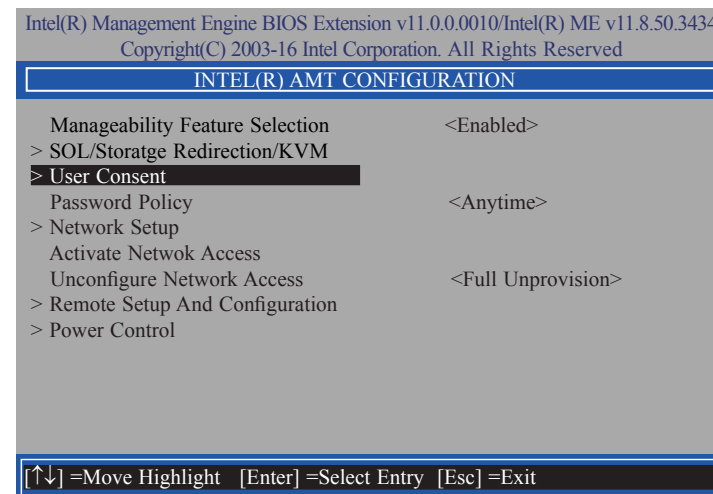 Intel(R) Management Engine BIOS Extension v11.0.0.0010/Intel(R) ME v11.8.50.3434
Copyright(C) 2003-16 Intel Corporation. All Rights Reserved
INTEL(R) AMT CONFIGURATION
Manageability Feature Selection <Enabled>
> SOL/Storatge Redirection/KVM
> User Consent
Password Policy <Anytime>
> Network Setup
Activate Netwok Access
Unconfigure Network Access <Full Unprovision>
> Remote Setup And Configuration
> Power Control
[↑↓] =Move Highlight [Enter] =Select Entry [Esc] =Exit